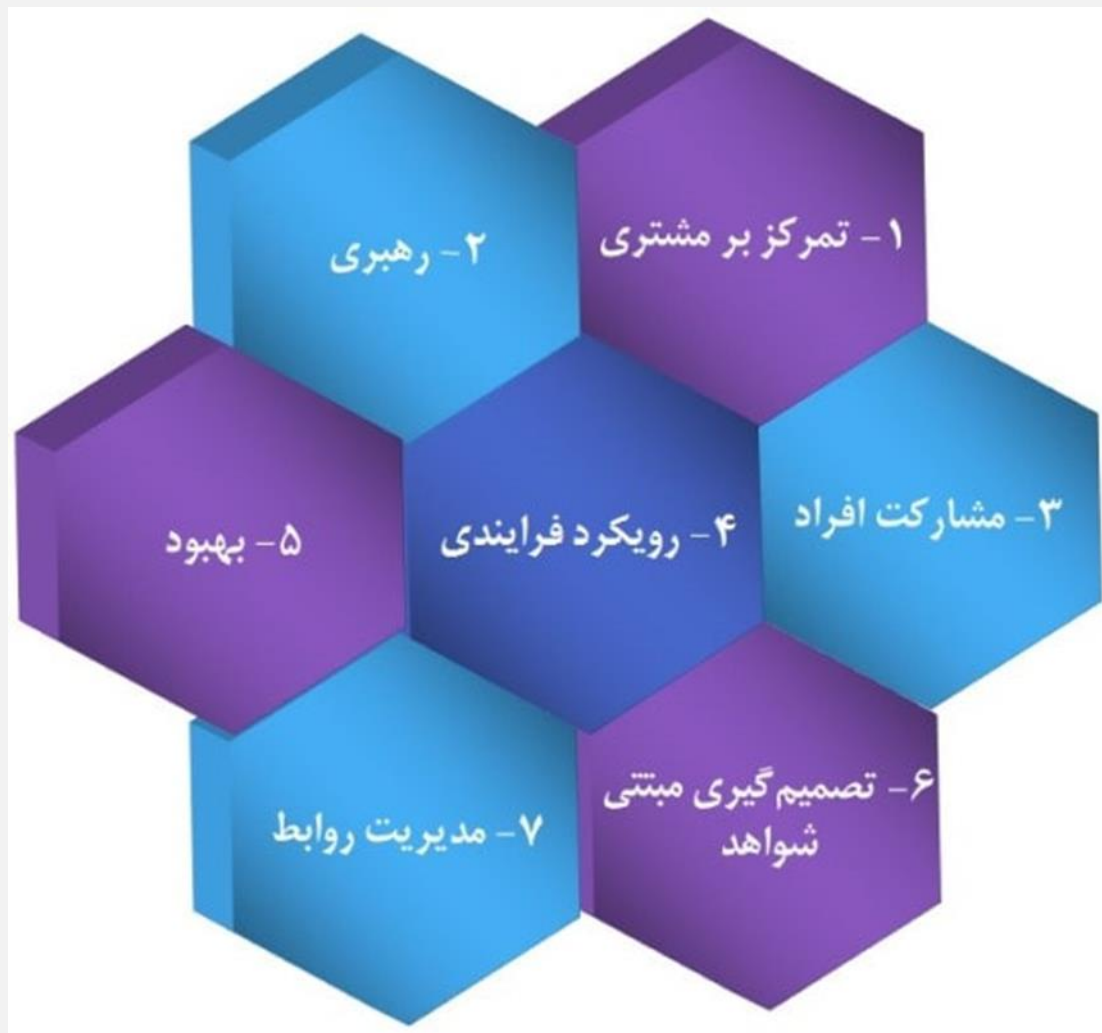 ۱- تمرکز بر مشتری
۲- رهبری
۳- مشارکت افراد
۴- رویکرد فرایندی
۵- بهبود
۶- تصمیم گیری مبتنی
شواهد
۷- مدیریت روابط